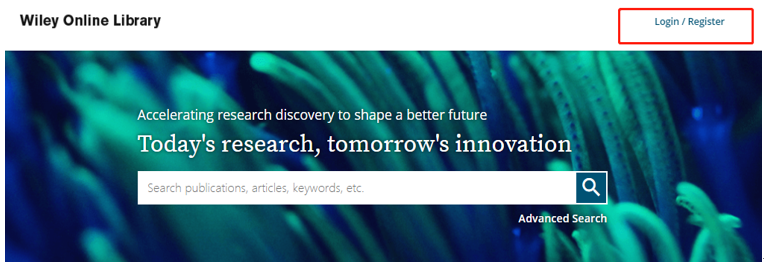 Wiley Online Library
Login / Register
Accelerating research discovery to shape a better future
Today's research, tomorrow's innovation
Search publications, articles, keywords, etc.
Advanced Search